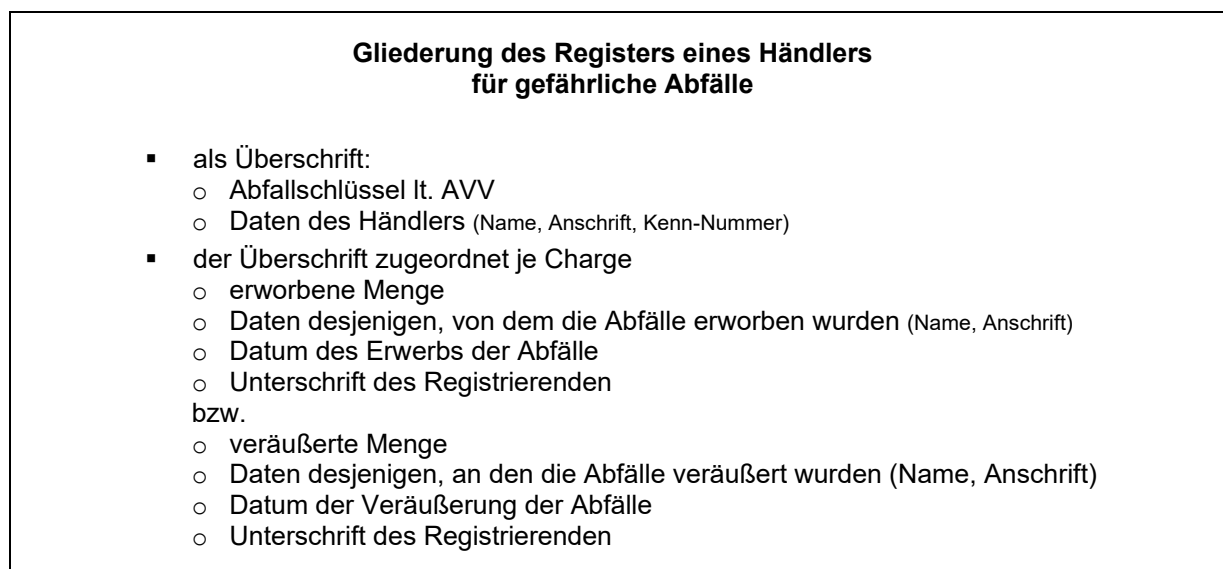 Gliederung des Registers eines Händlers
für gefährliche Abfälle
▪ als Überschrift:
o Abfallschlüssel lt. AVV
o Daten des Händlers (Name, Anschrift, Kenn-Nummer)
▪ der Überschrift zugeordnet je Charge
o erworbene Menge
o Daten desjenigen, von dem die Abfälle erworben wurden (Name, Anschrift)
o Datum des Erwerbs der Abfälle
o Unterschrift des Registrierenden
bzw.
o veräußerte Menge
o Daten desjenigen, an den die Abfälle veräußert wurden (Name, Anschrift)
o Datum der Veräußerung der Abfälle
o Unterschrift des Registrierenden